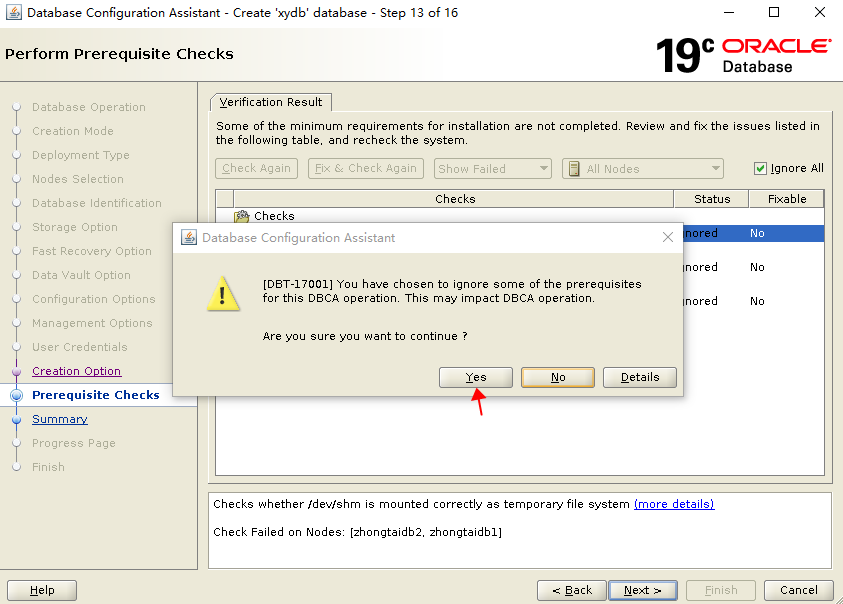 Database Configuration Assistant - Create 'xydb' database - Step 13 of 16
Perform Prerequisite Checks
19c ORACLE
Database
Database Operation
Creation Mode
Deployment Type
Nodes Selection
Database Identification
Storage Option
Fast Recovery Option
Data Vault Option
Configuration Options
Management Options
User Credentials
Creation Option
Prerequisite Checks
Summary
Progress Page
Finish
Verification Result
Some of the minimum requirements for installation are not completed. Review and fix the issues listed in
the following table, and recheck the system.
Check Again Fix & Check Again Show Failed All Nodes Ignore All
Checks Status Fixable
Checks
nored No
nored No
nored No
Database Configuration Assistant
[DBT-17001] You have chosen to ignore some of the prerequisites
for this DBCA operation. This may impact DBCA operation.
Are you sure you want to continue ?
Yes No Details
Checks whether /dev/shm is mounted correctly as temporary file system (more details)
Check Failed on Nodes: [zhongtaidb2, zhongtaidb1]
Help < Back Next > Finish Cancel